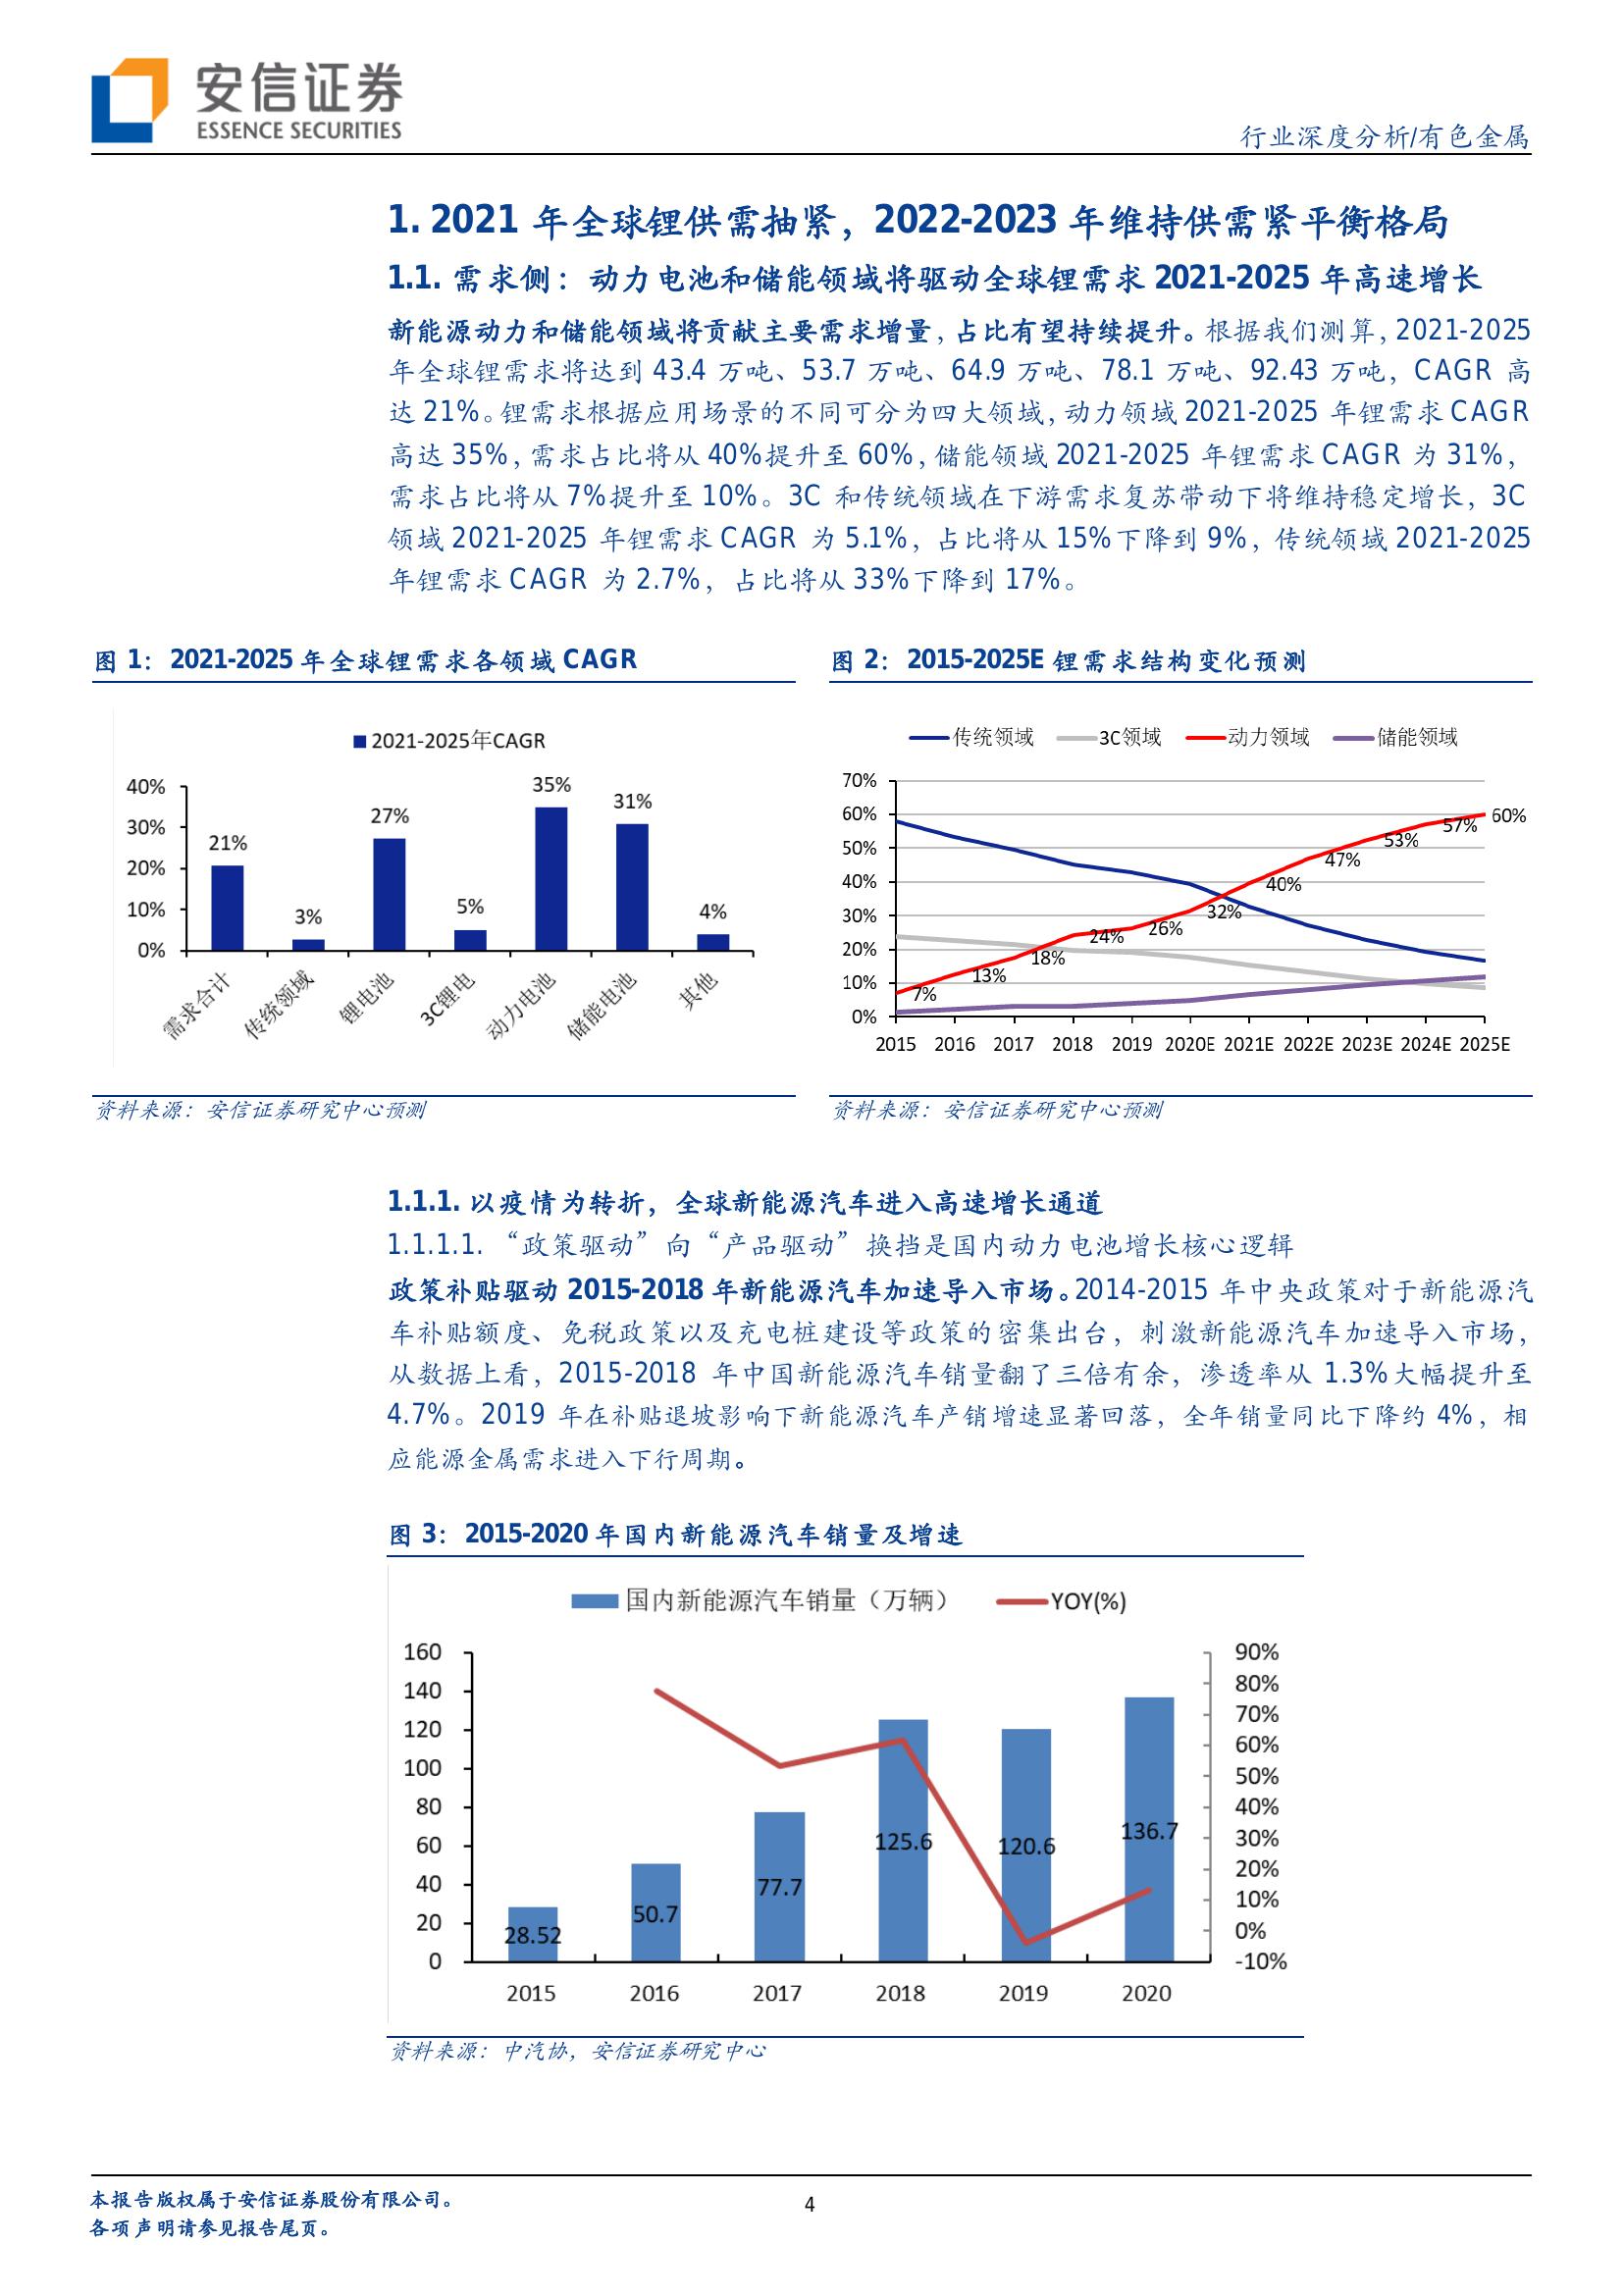 安信证券
ESSENCE SECURITIES
行业深度分析/有色金属
1. 2021 年全球锂供需抽紧，2022-2023 年维持供需紧平衡格局
1.1. 需求侧：动力电池和储能领域将驱动全球锂需求 2021-2025 年高速增长
新能源动力和储能领域将贡献主要需求增量，占比有望持续提升。根据我们测算，2021-2025
年全球锂需求将达到 43.4 万吨、53.7 万吨、64.9 万吨、78.1 万吨、92.43 万吨，CAGR 高
达 21%。锂需求根据应用场景的不同可分为四大领域，动力领域 2021-2025 年锂需求 CAGR
高达 35%，需求占比将从 40%提升至 60%，储能领域 2021-2025 年锂需求 CAGR 为 31%，
需求占比将从 7%提升至 10%。3C 和传统领域在下游需求复苏带动下将维持稳定增长，3C
领域 2021-2025 年锂需求 CAGR 为 5.1%，占比将从 15%下降到 9%，传统领域 2021-2025
年锂需求 CAGR 为 2.7%，占比将从 33%下降到 17%。
图 1：2021-2025 年全球锂需求各领域 CAGR
2021-2025年CAGR
40%
30%
20%
10%
0%
21%
3%
27%
5%
35%
31%
4%
需求合计
传统领域
锂电池
3C锂电
动力电池
储能电池
其他
资料来源：安信证券研究中心预测
图 2：2015-2025E 锂需求结构变化预测
传统领域 3C领域 动力领域 储能领域
70%
60%
50%
40%
30%
20%
10%
0%
7%
13%
18%
24%
26%
32%
40%
47%
53%
57%
60%
2015 2016 2017 2018 2019 2020E 2021E 2022E 2023E 2024E 2025E
资料来源：安信证券研究中心预测
1.1.1. 以疫情为转折，全球新能源汽车进入高速增长通道
1.1.1.1. “政策驱动”向“产品驱动”换挡是国内动力电池增长核心逻辑
政策补贴驱动 2015-2018 年新能源汽车加速导入市场。2014-2015 年中央政策对于新能源汽
车补贴额度、免税政策以及充电桩建设等政策的密集出台，刺激新能源汽车加速导入市场，
从数据上看，2015-2018 年中国新能源汽车销量翻了三倍有余，渗透率从 1.3%大幅提升至
4.7%。2019 年在补贴退坡影响下新能源汽车产销增速显著回落，全年销量同比下降约 4%，相
应能源金属需求进入下行周期。
图 3：2015-2020 年国内新能源汽车销量及增速
国内新能源汽车销量（万辆） YOY(%)
160
140
120
100
80
60
40
20
0
28.52
50.7
77.7
125.6
120.6
136.7
90%
80%
70%
60%
50%
40%
30%
20%
10%
0%
-10%
2015 2016 2017 2018 2019 2020
资料来源：中汽协，安信证券研究中心
本报告版权属于安信证券股份有限公司。
各项声明请参见报告尾页。
4